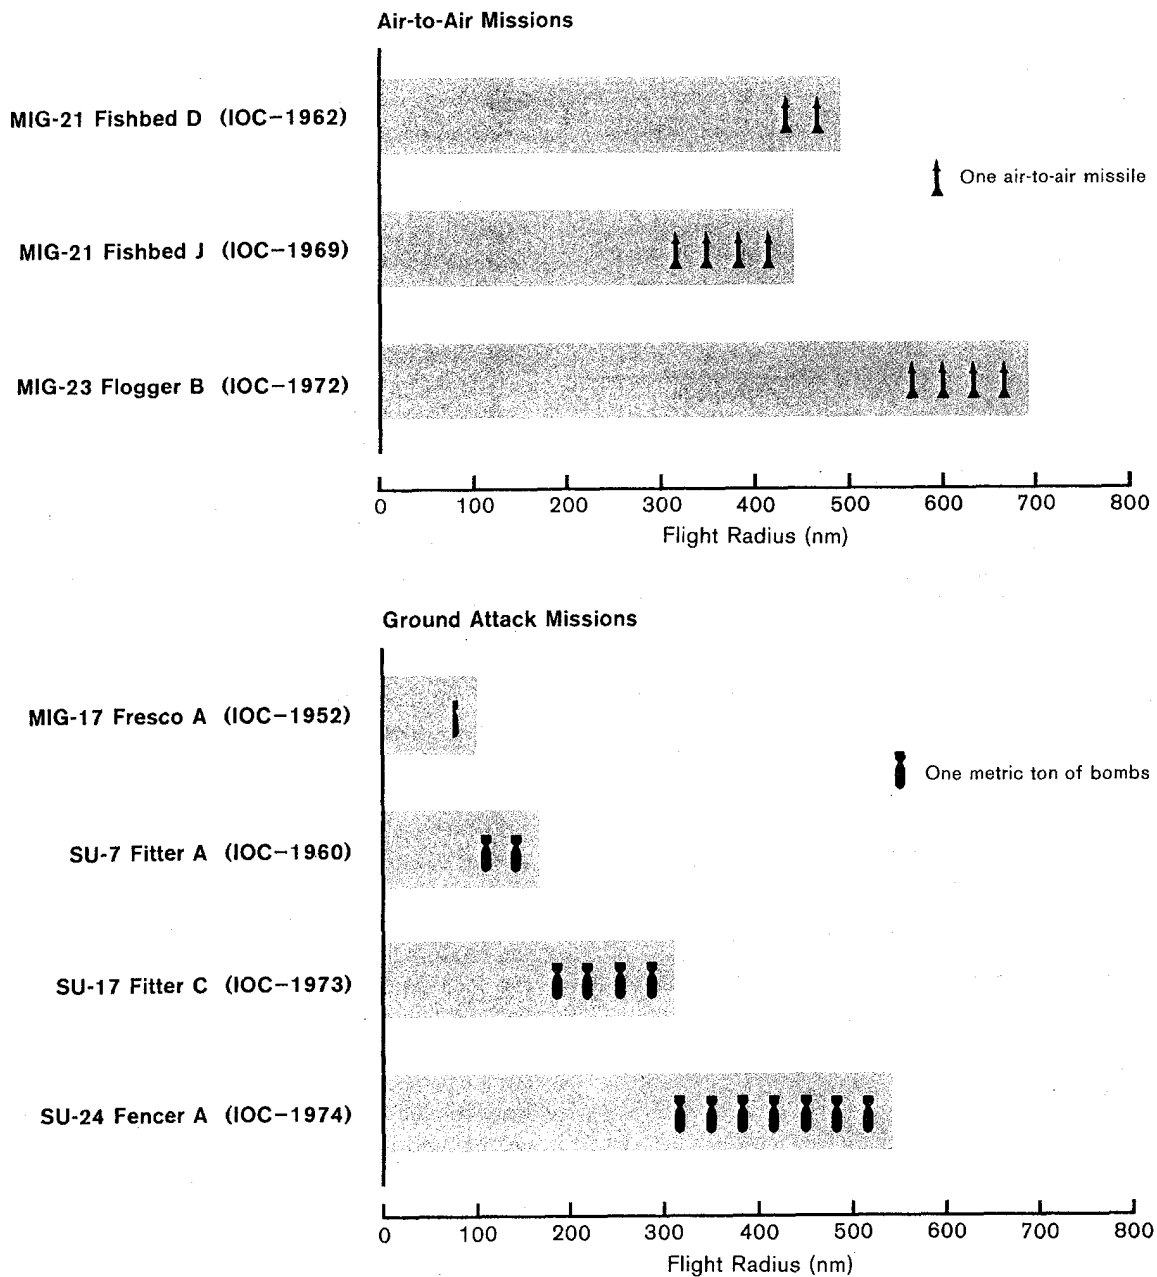 Air-to-Air Missions
MIG-21 Fishbed D (IOC–1962)
One air-to-air missile
MIG-21 Fishbed J (IOC–1969)
MIG-23 Flogger B (IOC–1972)
0 100 200 300 400 500 600 700 800
Flight Radius (nm)
Ground Attack Missions
MIG-17 Fresco A (IOC–1952)
One metric ton of bombs
SU-7 Fitter A (IOC–1960)
SU-17 Fitter C (IOC–1973)
SU-24 Fencer A (IOC–1974)
0 100 200 300 400 500 600 700 800
Flight Radius (nm)